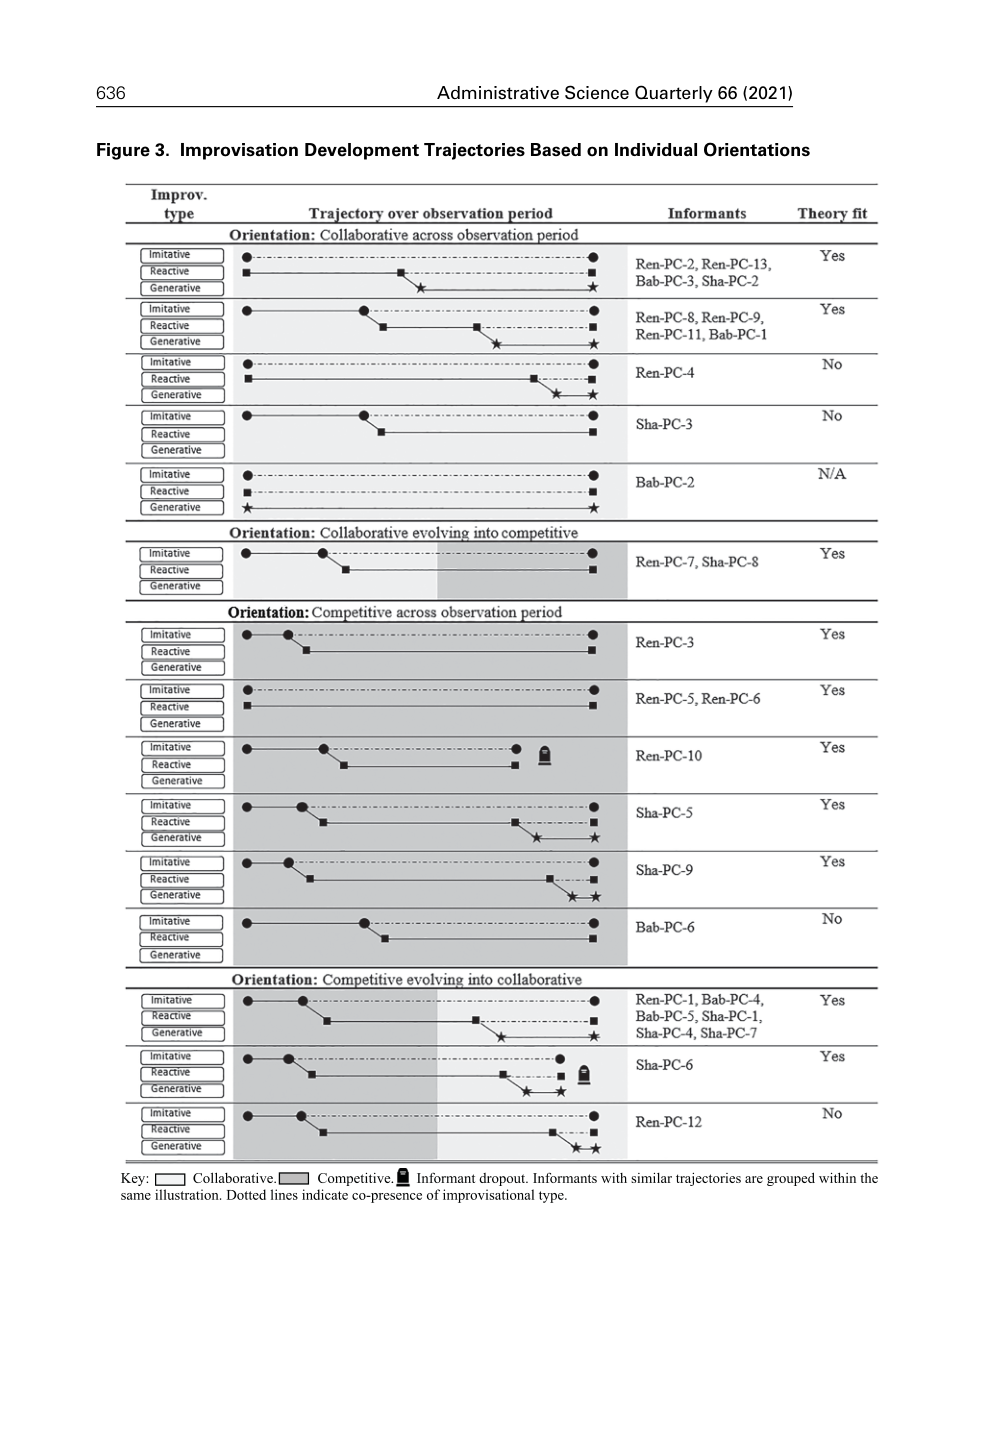 636
Administrative Science Quarterly 66 (2021)
Figure 3. Improvisation Development Trajectories Based on Individual Orientations
Improv. type
Trajectory over observation period
Informants
Theory fit
Orientation: Collaborative across observation period
Imitative
Reactive
Generative
Ren-PC-2, Ren-PC-13,
Bab-PC-3, Sha-PC-2
Yes
Imitative
Reactive
Generative
Ren-PC-8, Ren-PC-9,
Ren-PC-11, Bab-PC-1
Yes
Imitative
Reactive
Generative
Ren-PC-4
No
Imitative
Reactive
Generative
Sha-PC-3
No
Imitative
Reactive
Generative
Bab-PC-2
N/A
Orientation: Collaborative evolving into competitive
Imitative
Reactive
Generative
Ren-PC-7, Sha-PC-8
Yes
Orientation: Competitive across observation period
Imitative
Reactive
Generative
Ren-PC-3
Yes
Imitative
Reactive
Generative
Ren-PC-5, Ren-PC-6
Yes
Imitative
Reactive
Generative
Ren-PC-10
Yes
Imitative
Reactive
Generative
Sha-PC-5
Yes
Imitative
Reactive
Generative
Sha-PC-9
Yes
Imitative
Reactive
Generative
Bab-PC-6
No
Orientation: Competitive evolving into collaborative
Imitative
Reactive
Generative
Ren-PC-1, Bab-PC-4,
Bab-PC-5, Sha-PC-1,
Sha-PC-4, Sha-PC-7
Yes
Imitative
Reactive
Generative
Sha-PC-6
Yes
Imitative
Reactive
Generative
Ren-PC-12
No
Key: Collaborative. Competitive. Informant dropout. Informants with similar trajectories are grouped within the
same illustration. Dotted lines indicate co-presence of improvisational type.